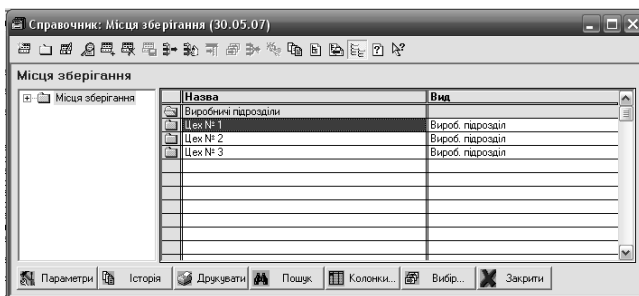 Справочник: Місця зберігання (30.05.07)
Місця зберігання
Місця зберігання
Назва Вид
Виробничі підрозділи
Цех № 1 Вироб. підрозділ
Цех № 2 Вироб. підрозділ
Цех № 3 Вироб. підрозділ
Параметри Історія Друкувати Пошук Колонки... Вибір... Закрити